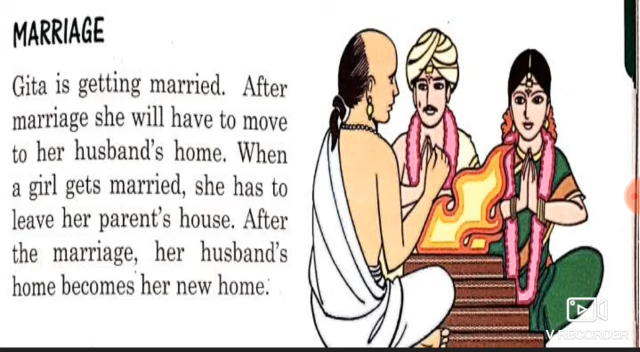 MARRIAGE
Gita is getting married. After
marriage she will have to move
to her husband's home. When
a girl gets married, she has to
leave her parent's house. After
the marriage, her husband's
home becomes her new home.
V RECORDER